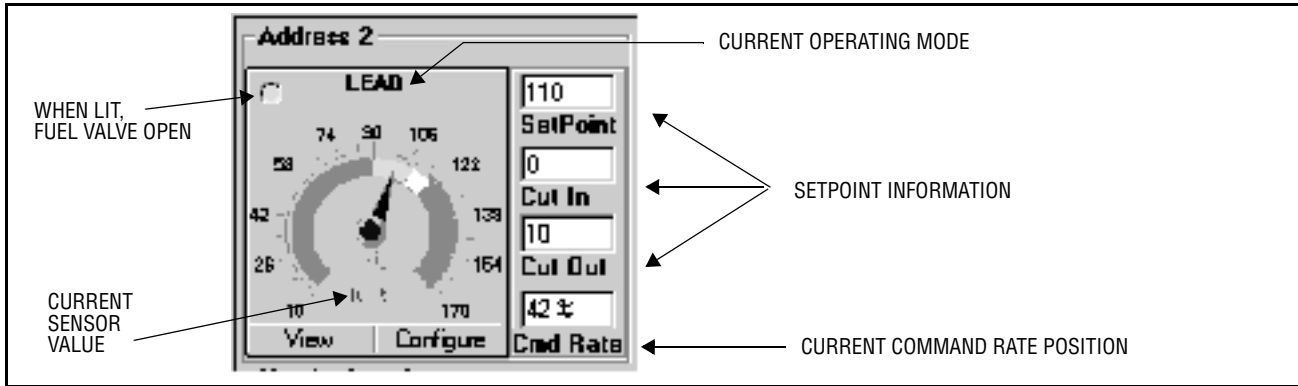 Address 2
CURRENT OPERATING MODE
LEAD
WHEN LIT,
FUEL VALVE OPEN
110
SetPoint
74 90 106
58 122
0
Cut In
SETPOINT INFORMATION
42 138
10
Cut Out
26 154
CURRENT
SENSOR
VALUE
10 170
42 %
View Configure
Cmd Rate
CURRENT COMMAND RATE POSITION